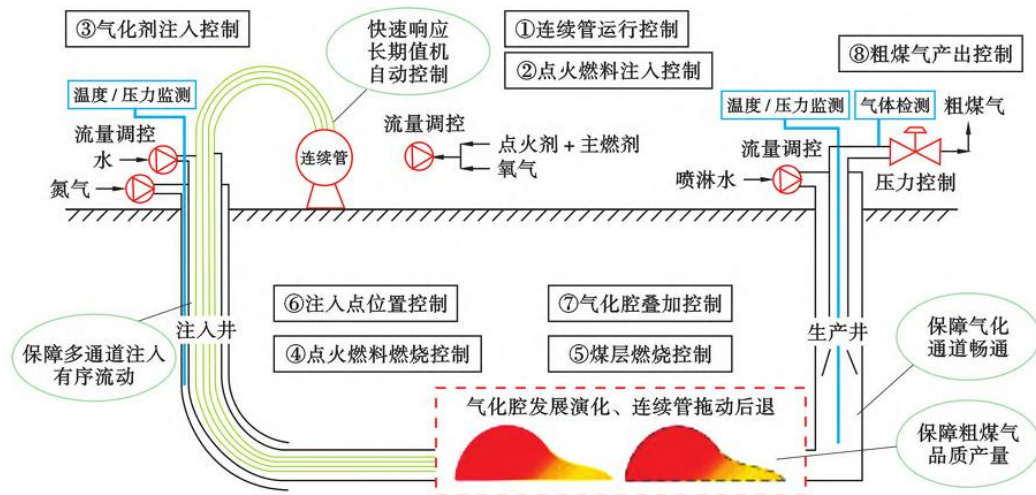 ③气化剂注入控制
快速响应
长期值机
自动控制
①连续管运行控制
②点火燃料注入控制
⑧粗煤气产出控制
温度/压力监测
流量调控
水
氮气
连续管
流量调控
点火剂+主燃剂
氧气
温度/压力监测
气体检测
粗煤气
流量调控
喷淋水
压力控制
⑥注入点位置控制
⑦气化腔叠加控制
注入井
生产井
保障多通道注入
有序流动
④点火燃料燃烧控制
⑤煤层燃烧控制
保障气化
通道畅通
气化腔发展演化、连续管拖动后退
保障粗煤气
品质产量